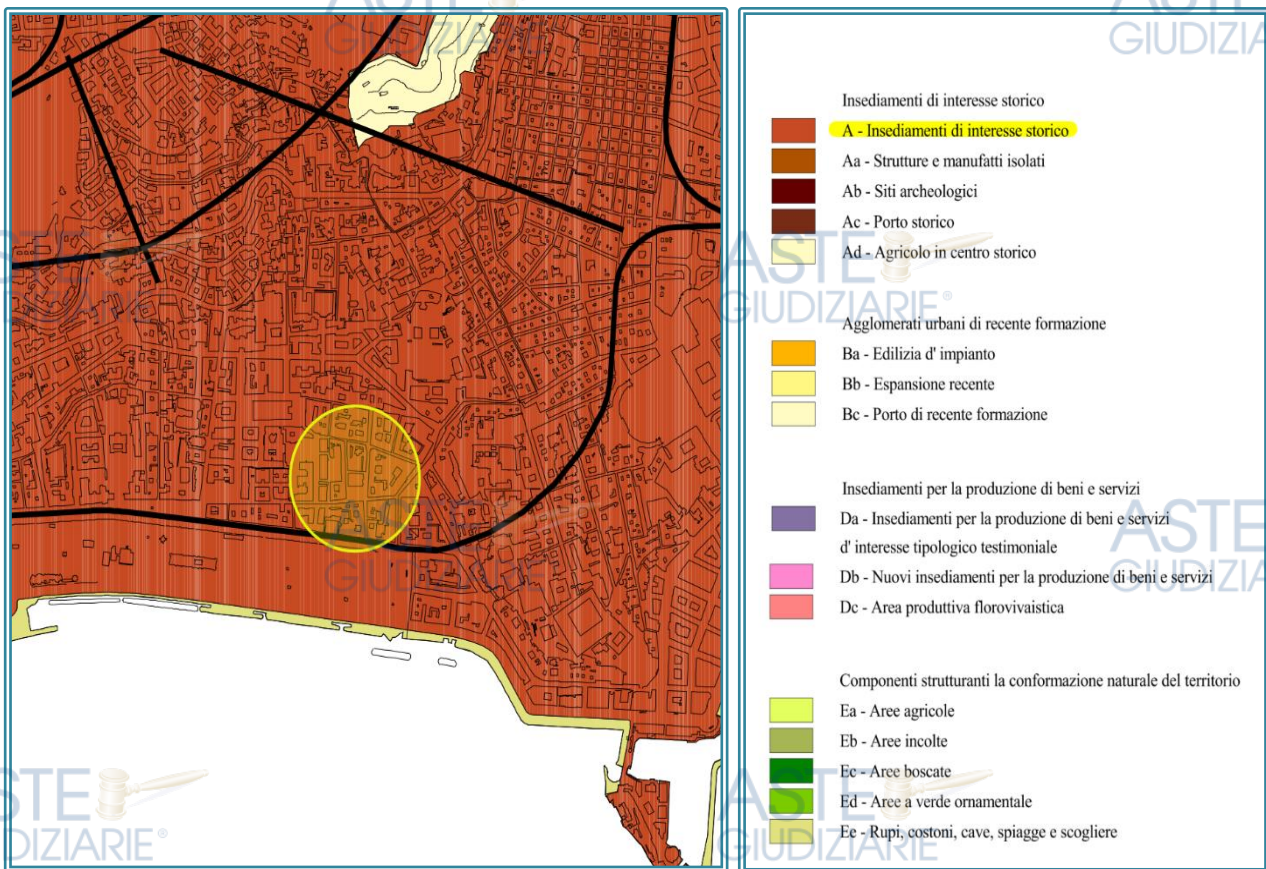 Insediamenti di interesse storico
A - Insediamenti di interesse storico
Aa - Strutture e manufatti isolati
Ab - Siti archeologici
Ac - Porto storico
Ad - Agricolo in centro storico
Agglomerati urbani di recente formazione
Ba - Edilizia d' impianto
Bb - Espansione recente
Bc - Porto di recente formazione
Insediamenti per la produzione di beni e servizi
Da - Insediamenti per la produzione di beni e servizi
d' interesse tipologico testimoniale
Db - Nuovi insediamenti per la produzione di beni e servizi
Dc - Area produttiva florovivaistica
Componenti strutturanti la conformazione naturale del territorio
Ea - Aree agricole
Eb - Aree incolte
Ec - Aree boscate
Ed - Aree a verde ornamentale
Ee - Rupi, costoni, cave, spiagge e scogliere
ASTE
GIUDIZIARIE®